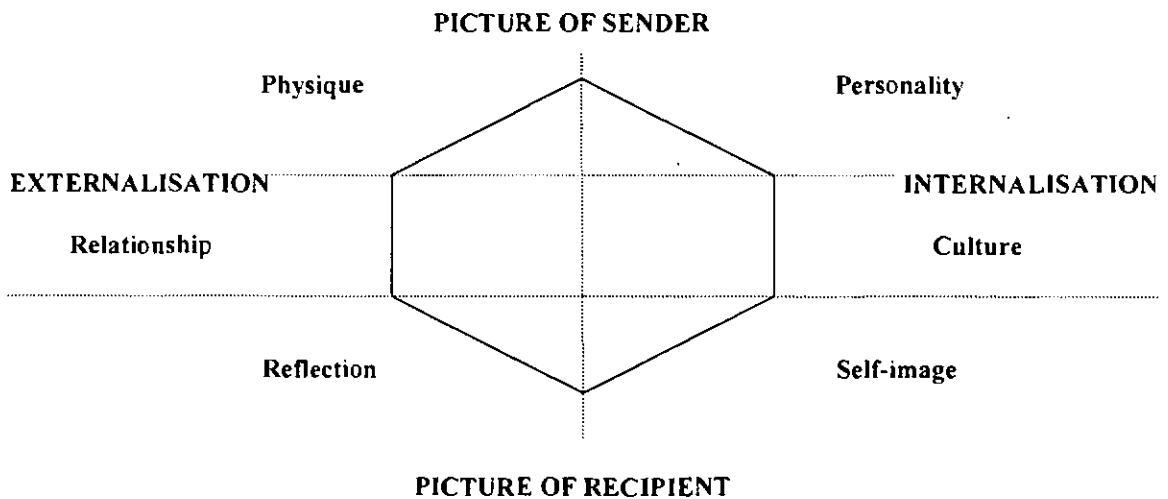 PICTURE OF SENDER
Physique Personality
EXTERNALISATION INTERNALISATION
Relationship Culture
Reflection Self-image
PICTURE OF RECIPIENT